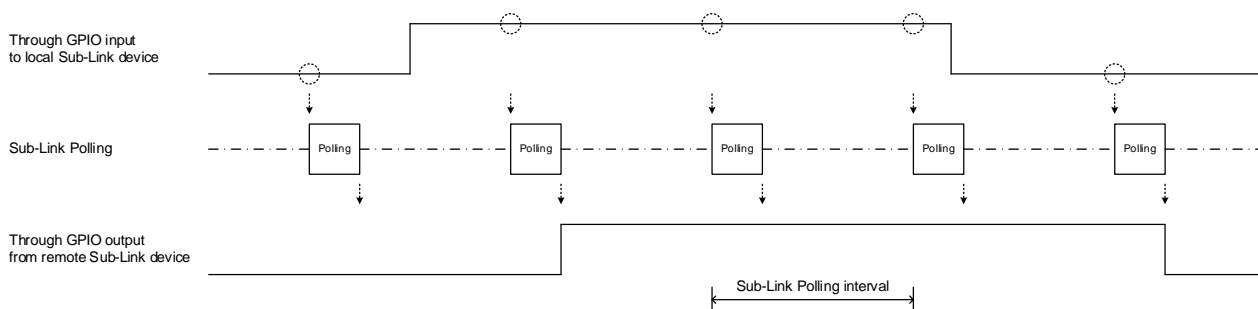 Through GPIO input
to local Sub-Link device
Sub-Link Polling
Polling
Polling
Polling
Polling
Polling
Through GPIO output
from remote Sub-Link device
Sub-Link Polling interval